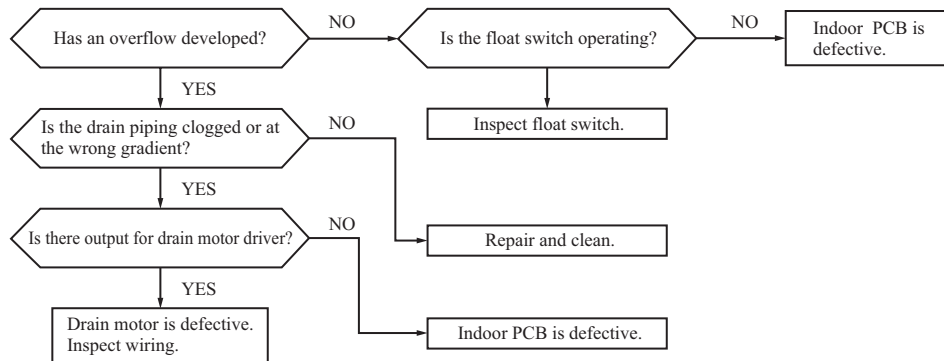 Has an overflow developed?
NO
Is the float switch operating?
NO
Indoor PCB is
defective.
YES
Inspect float switch.
Is the drain piping clogged or at
the wrong gradient?
NO
YES
Repair and clean.
Is there output for drain motor driver?
NO
YES
Drain motor is defective.
Inspect wiring.
Indoor PCB is defective.